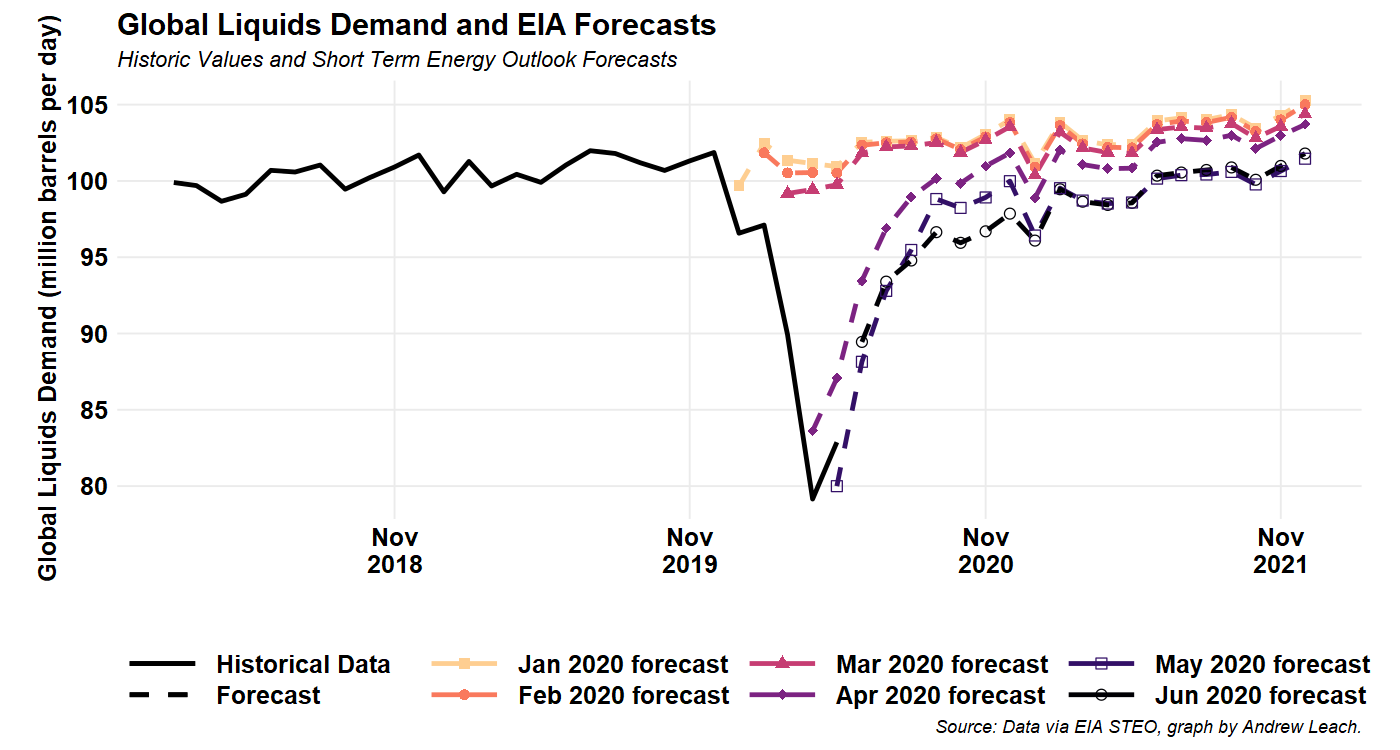 Global Liquids Demand and EIA Forecasts
Historic Values and Short Term Energy Outlook Forecasts
Global Liquids Demand (million barrels per day)
105
100
95
90
85
80
Nov
2018
Nov
2019
Nov
2020
Nov
2021
Historical Data
Forecast
Jan 2020 forecast
Feb 2020 forecast
Mar 2020 forecast
Apr 2020 forecast
May 2020 forecast
Jun 2020 forecast
Source: Data via EIA STEO, graph by Andrew Leach.